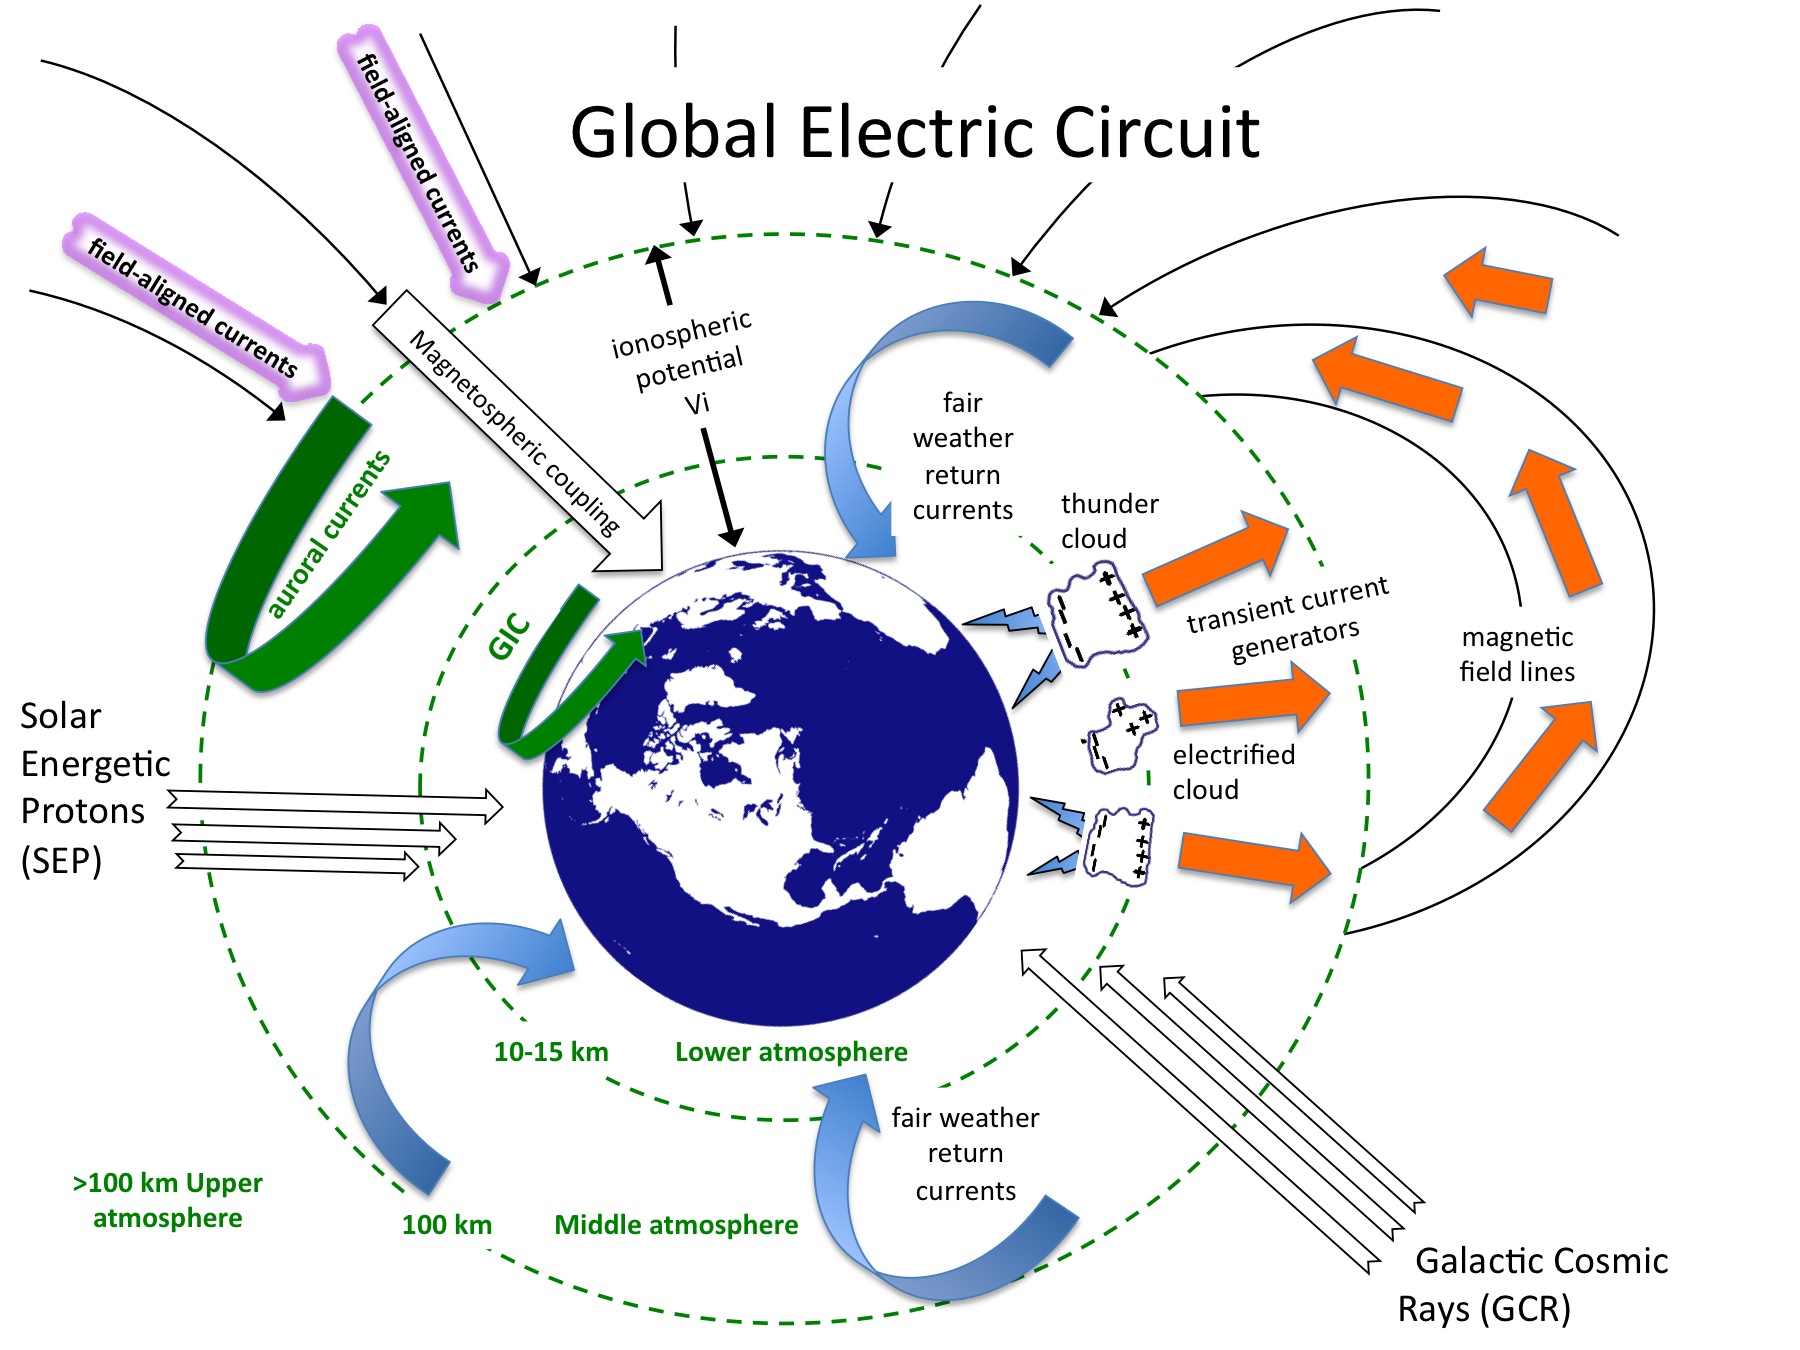 Global Electric Circuit
field-aligned currents
field-aligned currents
Magnetospheric coupling
ionospheric
potential
Vi
fair
weather
return
currents
thunder
cloud
auroral currents
GIC
transient current
generators
magnetic
field lines
electrified
cloud
Solar
Energetic
Protons
(SEP)
10-15 km
Lower atmosphere
fair weather
return
currents
>100 km Upper
atmosphere
100 km
Middle atmosphere
Galactic Cosmic
Rays (GCR)